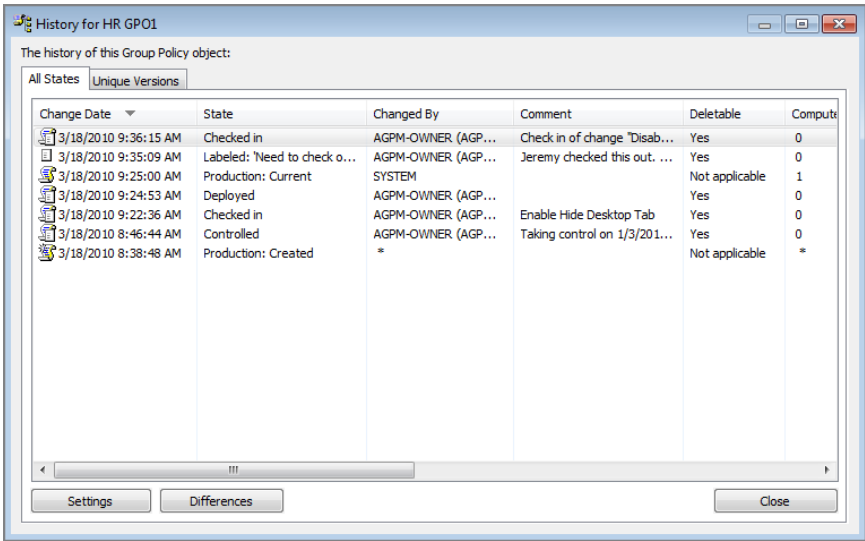 History for HR GPO1
The history of this Group Policy object:
All States Unique Versions
Change Date State Changed By Comment Deletable Compute
3/18/2010 9:36:15 AM Checked in AGPM-OWNER (AGP... Check in of change "Disab... Yes 0
3/18/2010 9:35:09 AM Labeled: 'Need to check o... AGPM-OWNER (AGP... Jeremy checked this out. ... Yes 0
3/18/2010 9:25:00 AM Production: Current SYSTEM Not applicable 1
3/18/2010 9:24:53 AM Deployed AGPM-OWNER (AGP... Yes 0
3/18/2010 9:22:36 AM Checked in AGPM-OWNER (AGP... Enable Hide Desktop Tab Yes 0
3/18/2010 8:46:44 AM Controlled AGPM-OWNER (AGP... Taking control on 1/3/201... Yes 0
3/18/2010 8:38:48 AM Production: Created * Not applicable *
Settings Differences Close